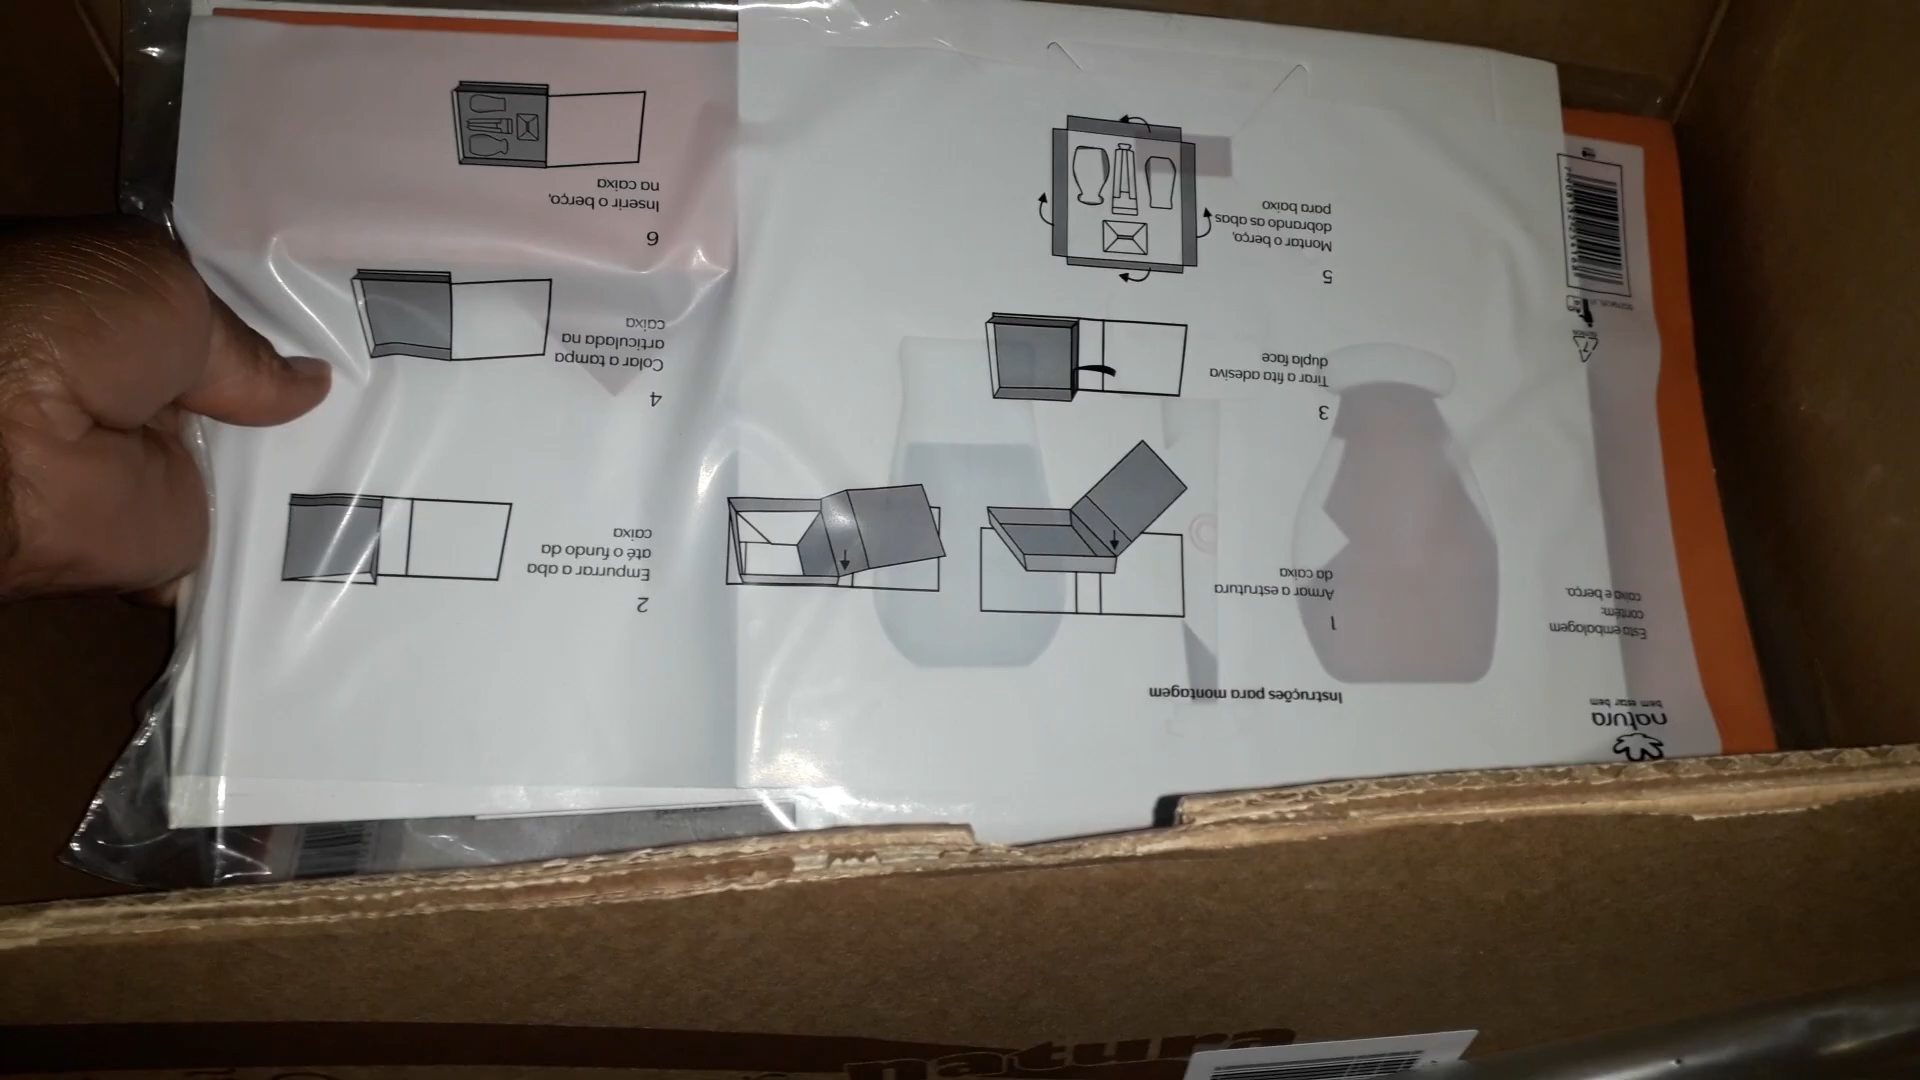 natura
bem estar bem
Esta embalagem
contém:
caixa e berço.
Instruções para montagem
1
Armar a estrutura
da caixa
2
Empurrar a aba
até o fundo da
caixa
3
Tirar a fita adesiva
dupla face
4
Colar a tampa
articulada na
caixa
5
Montar o berço,
dobrando as abas
para baixo
6
Inserir o berço,
na caixa
7
natura